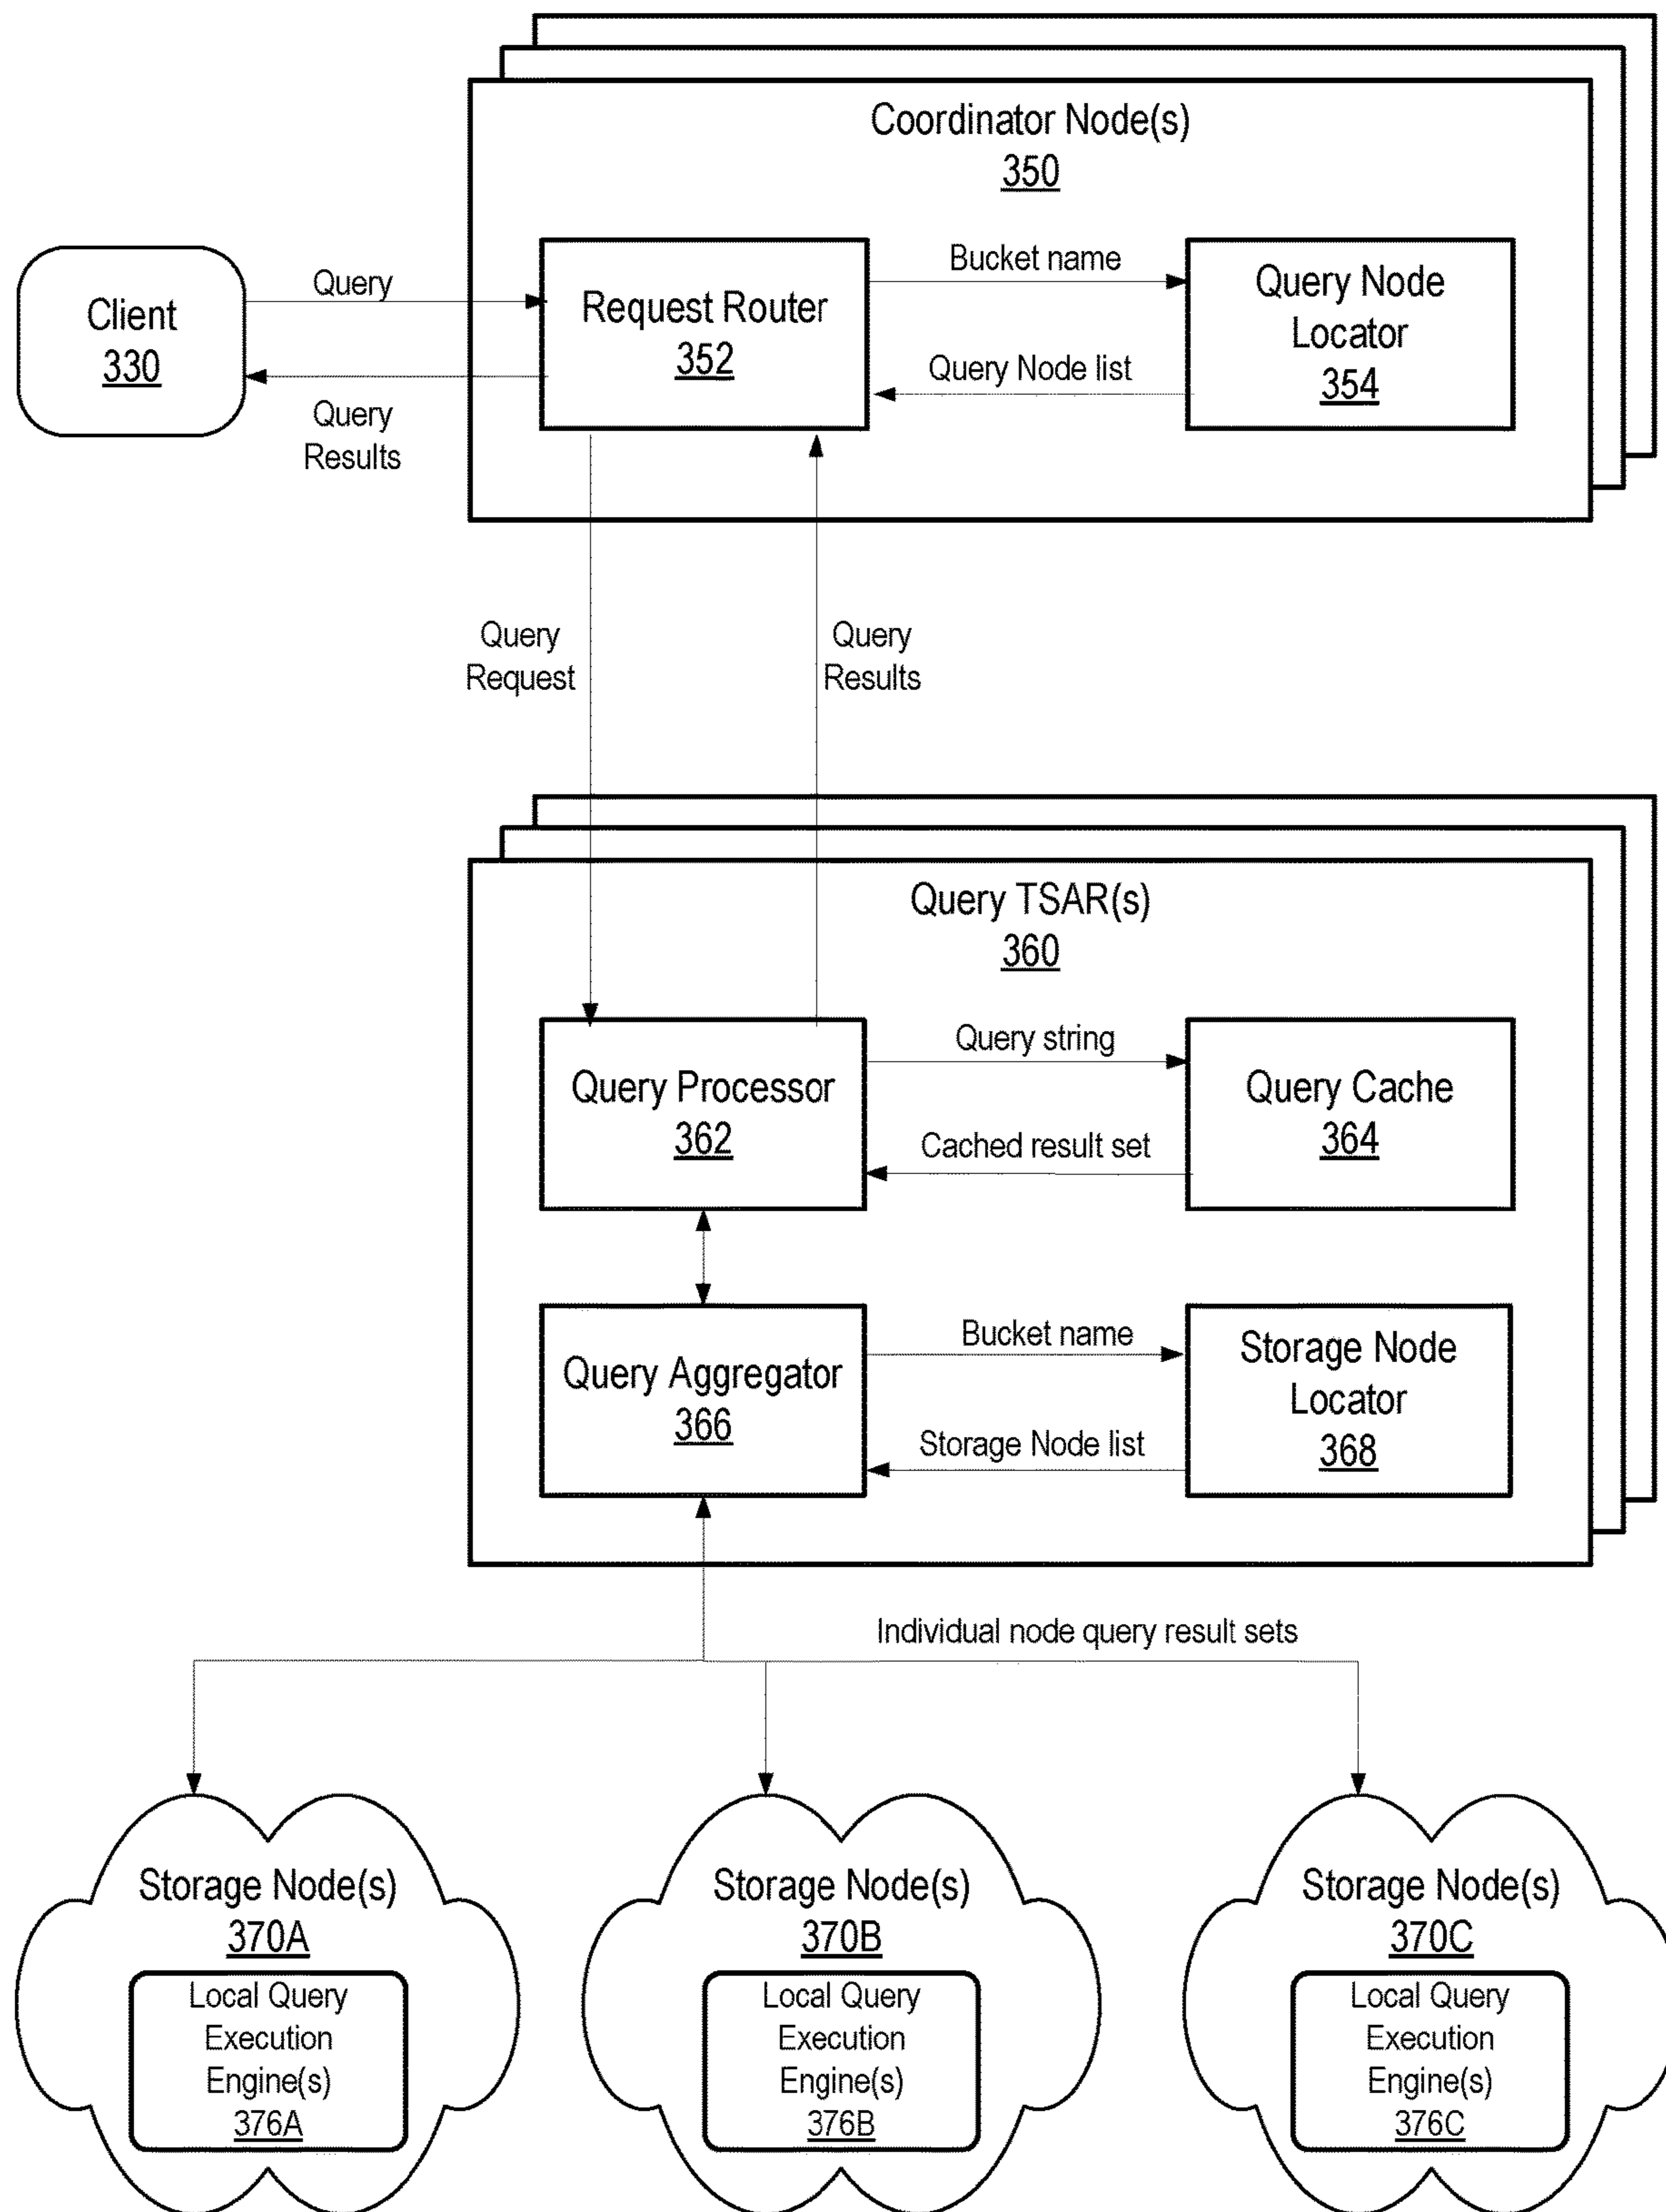 Coordinator Node(s)
350
Client
330
Query
Query
Results
Request Router
352
Bucket name
Query Node list
Query Node
Locator
354
Query
Request
Query
Results
Query TSAR(s)
360
Query Processor
362
Query string
Cached result set
Query Cache
364
Query Aggregator
366
Bucket name
Storage Node list
Storage Node
Locator
368
Individual node query result sets
Storage Node(s)
370A
Local Query
Execution
Engine(s)
376A
Storage Node(s)
370B
Local Query
Execution
Engine(s)
376B
Storage Node(s)
370C
Local Query
Execution
Engine(s)
376C